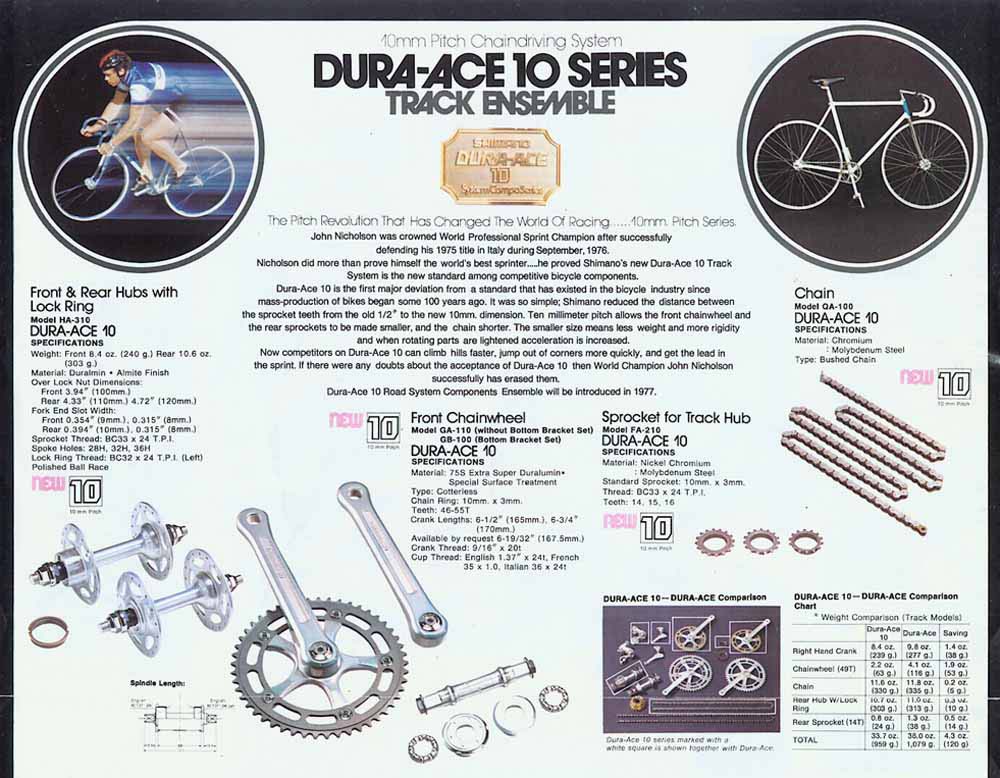 10mm Pitch Chaindriving System
DURA-ACE 10 SERIES
TRACK ENSEMBLE
SHIMANO
DURA-ACE
10
System Compo Series
The Pitch Revolution That Has Changed The World Of Racing......10mm. Pitch Series.
John Nicholson was crowned World Professional Sprint Champion after successfully
defending his 1975 title in Italy during September, 1976.
Nicholson did more than prove himself the world's best sprinter.....he proved Shimano's new Dura-Ace 10 Track
System is the new standard among competitive bicycle components.
Dura-Ace 10 is the first major deviation from a standard that has existed in the bicycle industry since
mass-production of bikes began some 100 years ago. It was so simple; Shimano reduced the distance between
the sprocket teeth from the old 1/2" to the new 10mm. dimension. Ten millimeter pitch allows the front chainwheel and
the rear sprockets to be made smaller, and the chain shorter. The smaller size means less weight and more rigidity
and when rotating parts are lightened acceleration is increased.
Now competitors on Dura-Ace 10 can climb hills faster, jump out of corners more quickly, and get the lead in
the sprint. If there were any doubts about the acceptance of Dura-Ace 10 then World Champion John Nicholson
successfully has erased them.
Dura-Ace 10 Road System Components Ensemble will be introduced in 1977.
Front & Rear Hubs with
Lock Ring
Model HA-310
DURA-ACE 10
SPECIFICATIONS
Weight: Front 8.4 oz. (240 g.) Rear 10.6 oz.
(303 g.)
Material: Duralmin • Almite Finish
Over Lock Nut Dimensions:
Front 3.94" (100mm.)
Rear 4.33" (110mm.) 4.72" (120mm.)
Fork End Slot Width:
Front 0.354" (9mm.), 0.315" (8mm.)
Rear 0.394" (10mm.), 0.315" (8mm.)
Sprocket Thread: BC33 x 24 T.P.I.
Spoke Holes: 28H, 32H, 36H
Lock Ring Thread: BC32 x 24 T.P.I. (Left)
Polished Ball Race
new 10
10 mm Pitch
Spindle Length:
new 10
10 mm Pitch
Front Chainwheel
Model GA-110 (without Bottom Bracket Set)
GB-100 (Bottom Bracket Set)
DURA-ACE 10
SPECIFICATIONS
Material: 75S Extra Super Duralumin•
Special Surface Treatment
Type: Cotterless
Chain Ring: 10mm. x 3mm.
Teeth: 46-55T
Crank Lengths: 6-1/2" (165mm.), 6-3/4"
(170mm.)
Available by request 6-19/32" (167.5mm.)
Crank Thread: 9/16" x 20t
Cup Thread: English 1.37" x 24t, French
35 x 1.0, Italian 36 x 24t
Sprocket for Track Hub
Model FA-210
DURA-ACE 10
SPECIFICATIONS
Material: Nickel Chromium
: Molybdenum Steel
Standard Sprocket: 10mm. x 3mm.
Thread: BC33 x 24 T.P.I.
Teeth: 14, 15, 16
new 10
10 mm Pitch
Chain
Model QA-100
DURA-ACE 10
SPECIFICATIONS
Material: Chromium
: Molybdenum Steel
Type: Bushed Chain
new 10
10 mm Pitch
DURA-ACE 10—DURA-ACE Comparison
Dura-Ace 10 series marked with a
white square is shown together with Dura-Ace.
DURA-ACE 10—DURA-ACE Comparison
Chart
* Weight Comparison (Track Models)
Dura-Ace 10 Dura-Ace Saving
Right Hand Crank 8.4 oz. (239 g.) 9.8 oz. (277 g.) 1.4 oz. (38 g.)
Chainwheel (49T) 2.2 oz. (63 g.) 4.1 oz. (116 g.) 1.9 oz. (53 g.)
Chain 11.6 oz. (330 g.) 11.8 oz. (335 g.) 0.2 oz. (5 g.)
Rear Hub W/Lock Ring 10.7 oz. (303 g.) 11.0 oz. (313 g.) 0.3 oz. (10 g.)
Rear Sprocket (14T) 0.8 oz. (24 g.) 1.3 oz. (38 g.) 0.5 oz. (14 g.)
TOTAL 33.7 oz. (959 g.) 38.0 oz. 1,079 g. 4.3 oz. (120 g)